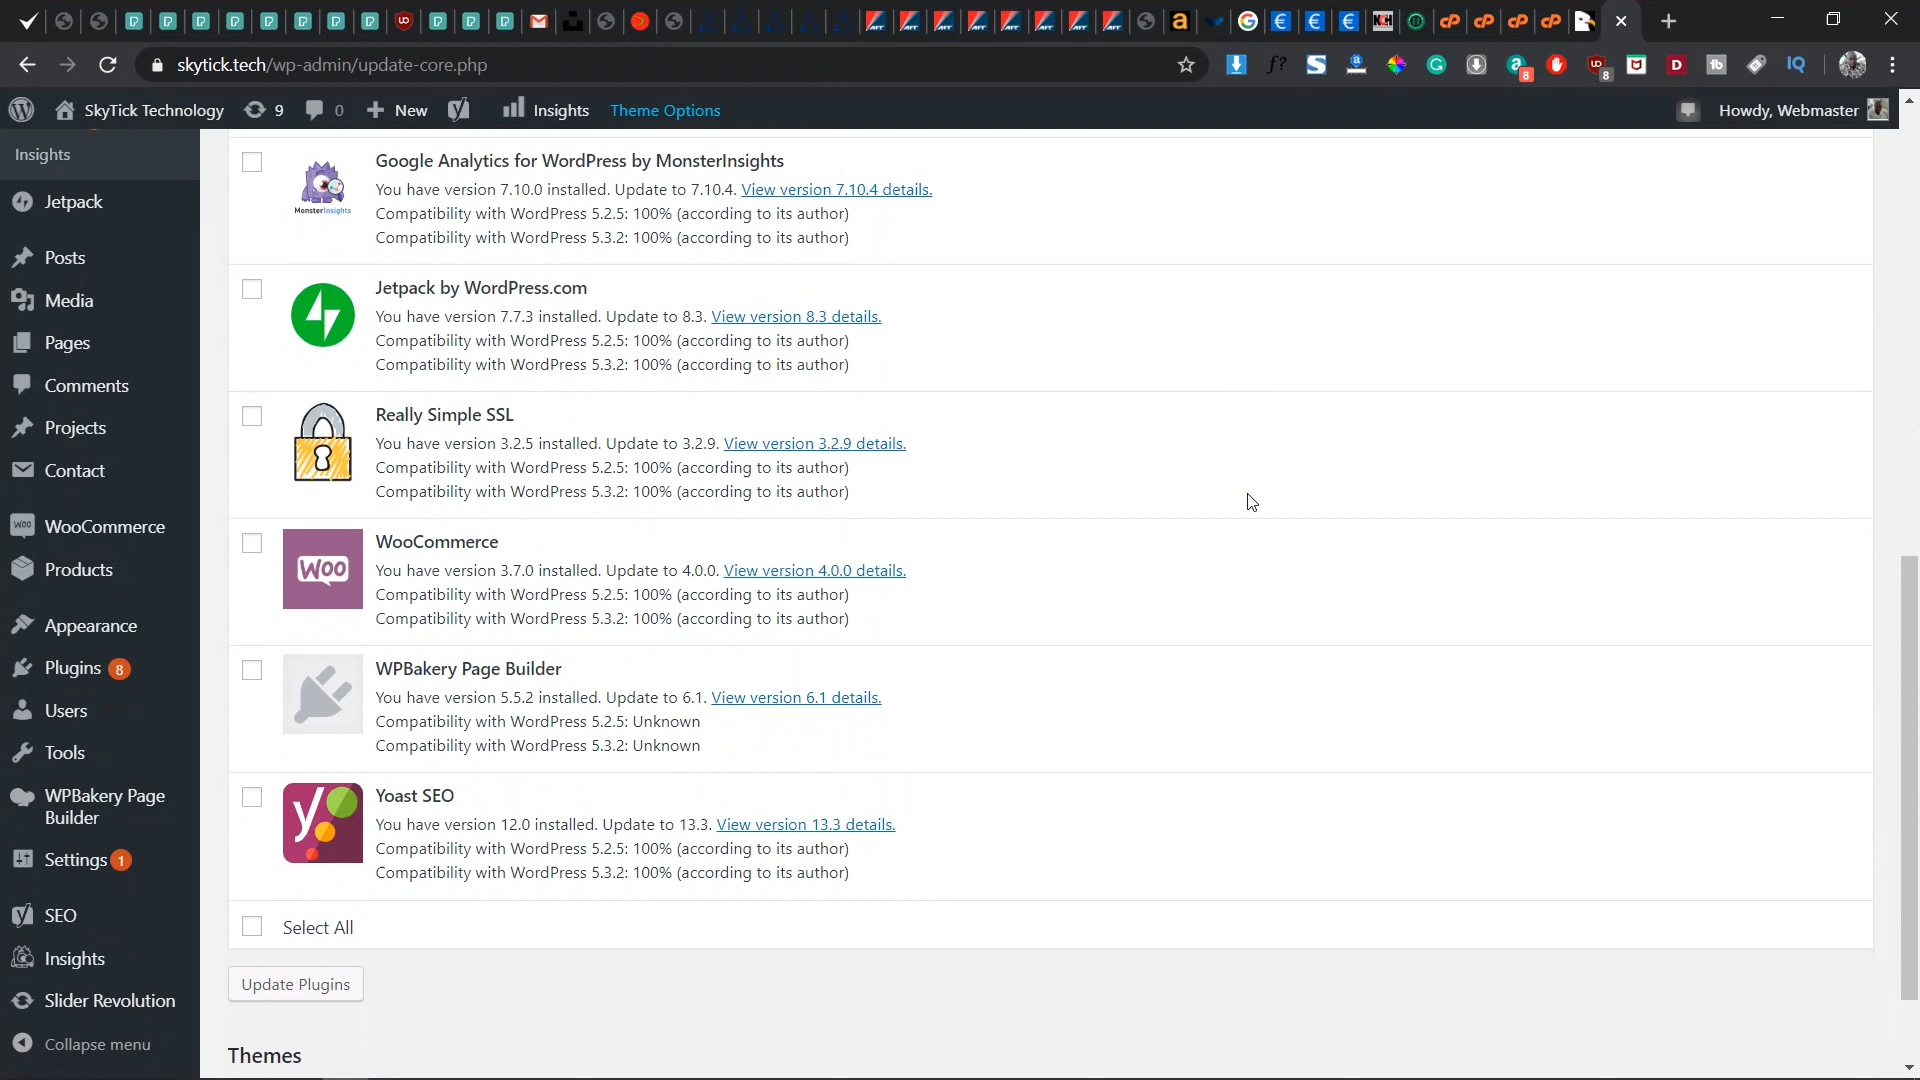 skytick.tech/wp-admin/update-core.php
SkyTick Technology 9 0 New Insights Theme Options Howdy, Webmaster
Insights
Jetpack
Posts
Media
Pages
Comments
Projects
Contact
WooCommerce
Products
Appearance
Plugins 8
Users
Tools
WPBakery Page
Builder
Settings 1
SEO
Insights
Slider Revolution
Collapse menu
Google Analytics for WordPress by MonsterInsights
MonsterInsights
You have version 7.10.0 installed. Update to 7.10.4. View version 7.10.4 details.
Compatibility with WordPress 5.2.5: 100% (according to its author)
Compatibility with WordPress 5.3.2: 100% (according to its author)
Jetpack by WordPress.com
You have version 7.7.3 installed. Update to 8.3. View version 8.3 details.
Compatibility with WordPress 5.2.5: 100% (according to its author)
Compatibility with WordPress 5.3.2: 100% (according to its author)
Really Simple SSL
You have version 3.2.5 installed. Update to 3.2.9. View version 3.2.9 details.
Compatibility with WordPress 5.2.5: 100% (according to its author)
Compatibility with WordPress 5.3.2: 100% (according to its author)
WOO
WooCommerce
You have version 3.7.0 installed. Update to 4.0.0. View version 4.0.0 details.
Compatibility with WordPress 5.2.5: 100% (according to its author)
Compatibility with WordPress 5.3.2: 100% (according to its author)
WPBakery Page Builder
You have version 5.5.2 installed. Update to 6.1. View version 6.1 details.
Compatibility with WordPress 5.2.5: Unknown
Compatibility with WordPress 5.3.2: Unknown
Yoast SEO
You have version 12.0 installed. Update to 13.3. View version 13.3 details.
Compatibility with WordPress 5.2.5: 100% (according to its author)
Compatibility with WordPress 5.3.2: 100% (according to its author)
Select All
Update Plugins
Themes